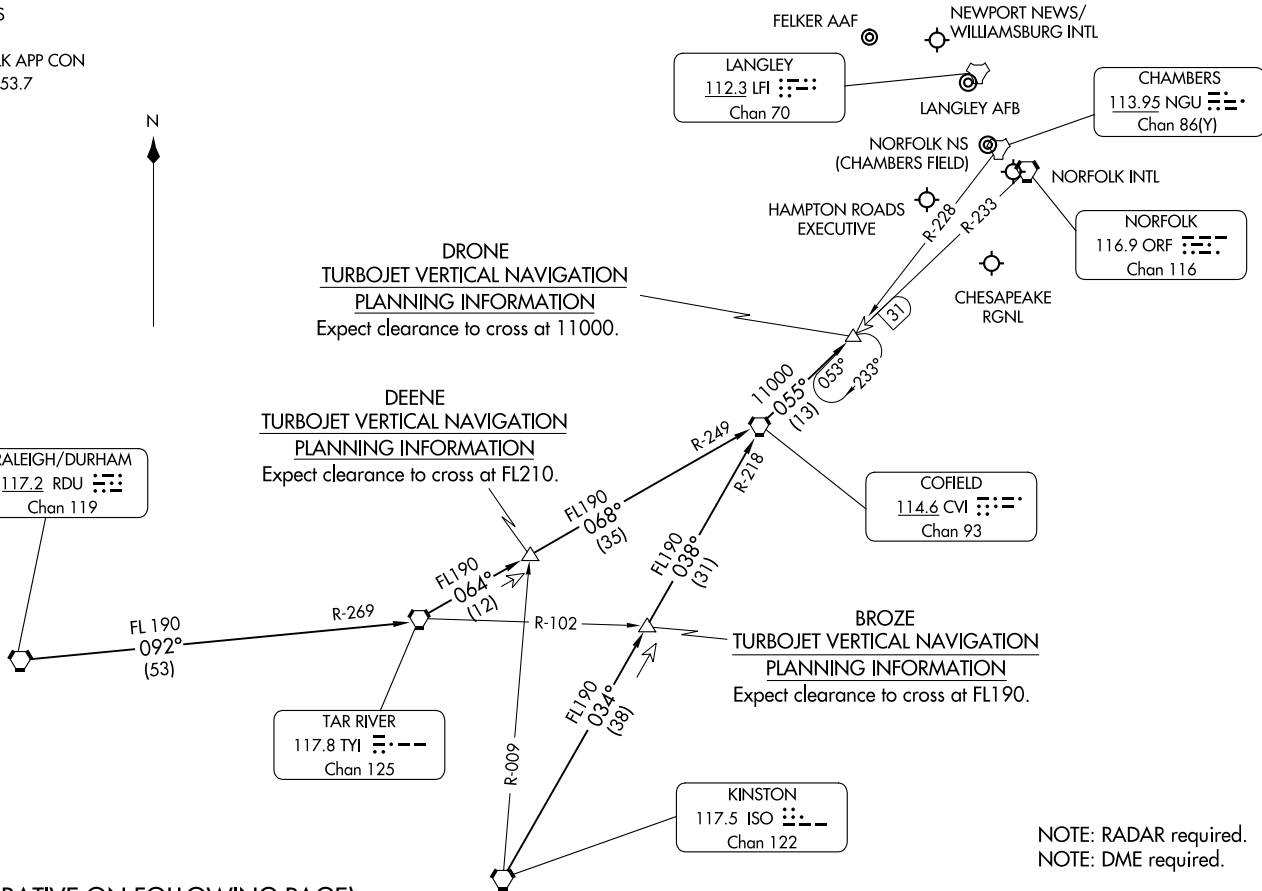 S
LK APP CON
53.7
N
FELKER AAF
NEWPORT NEWS/
WILLIAMSBURG INTL
LANGLEY
112.3 LFI
Chan 70
LANGLEY AFB
CHAMBERS
113.95 NGU
Chan 86(Y)
NORFOLK NS
(CHAMBERS FIELD)
NORFOLK INTL
HAMPTON ROADS
EXECUTIVE
R-228
R-233
NORFOLK
116.9 ORF
Chan 116
CHESAPEAKE
RGNL
DRONE
TURBOJET VERTICAL NAVIGATION
PLANNING INFORMATION
Expect clearance to cross at 11000.
31
053°
233°
11000
055°
(13)
DEENE
TURBOJET VERTICAL NAVIGATION
PLANNING INFORMATION
Expect clearance to cross at FL210.
R-249
R-218
RALEIGH/DURHAM
117.2 RDU
Chan 119
COFIELD
114.6 CVI
Chan 93
FL190
068°
(35)
FL190
038°
(31)
FL190
064°
(12)
R-269
FL 190
092°
(53)
R-102
BROZE
TURBOJET VERTICAL NAVIGATION
PLANNING INFORMATION
Expect clearance to cross at FL190.
FL190
034°
(38)
TAR RIVER
117.8 TYI
Chan 125
R-009
KINSTON
117.5 ISO
Chan 122
NOTE: RADAR required.
NOTE: DME required.
RATIVE ON FOLLOWING PAGE)